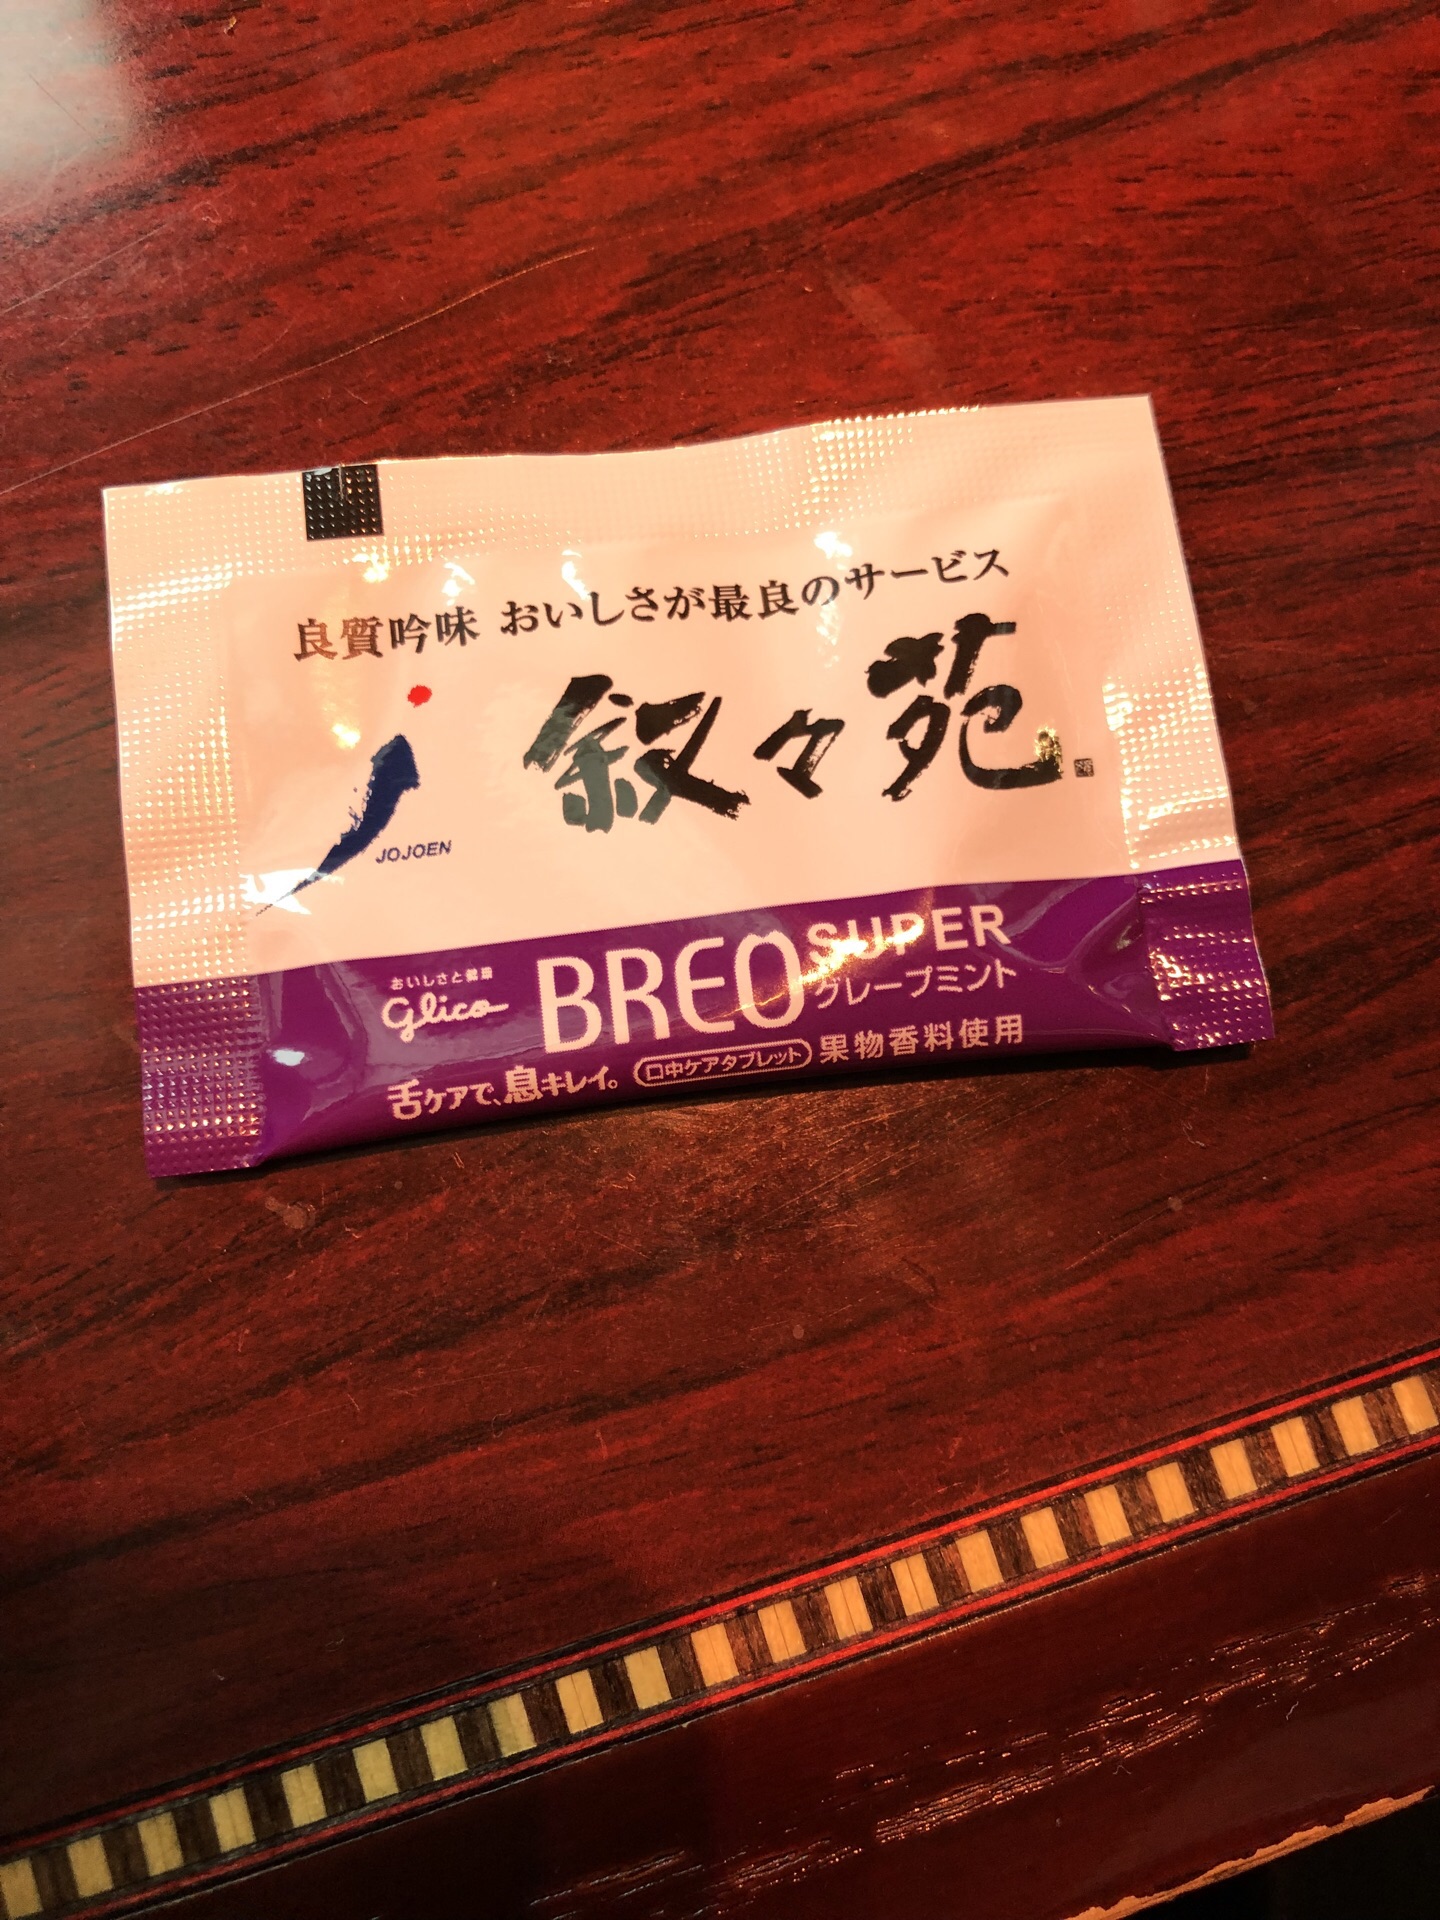 良質吟味 おいしさが最良のサービス
叙々苑
JOJOEN
おいしさと健康
glico
BREO SUPER
グレープミント
舌ケアで、息キレイ。 口中ケアタブレット 果物香料使用